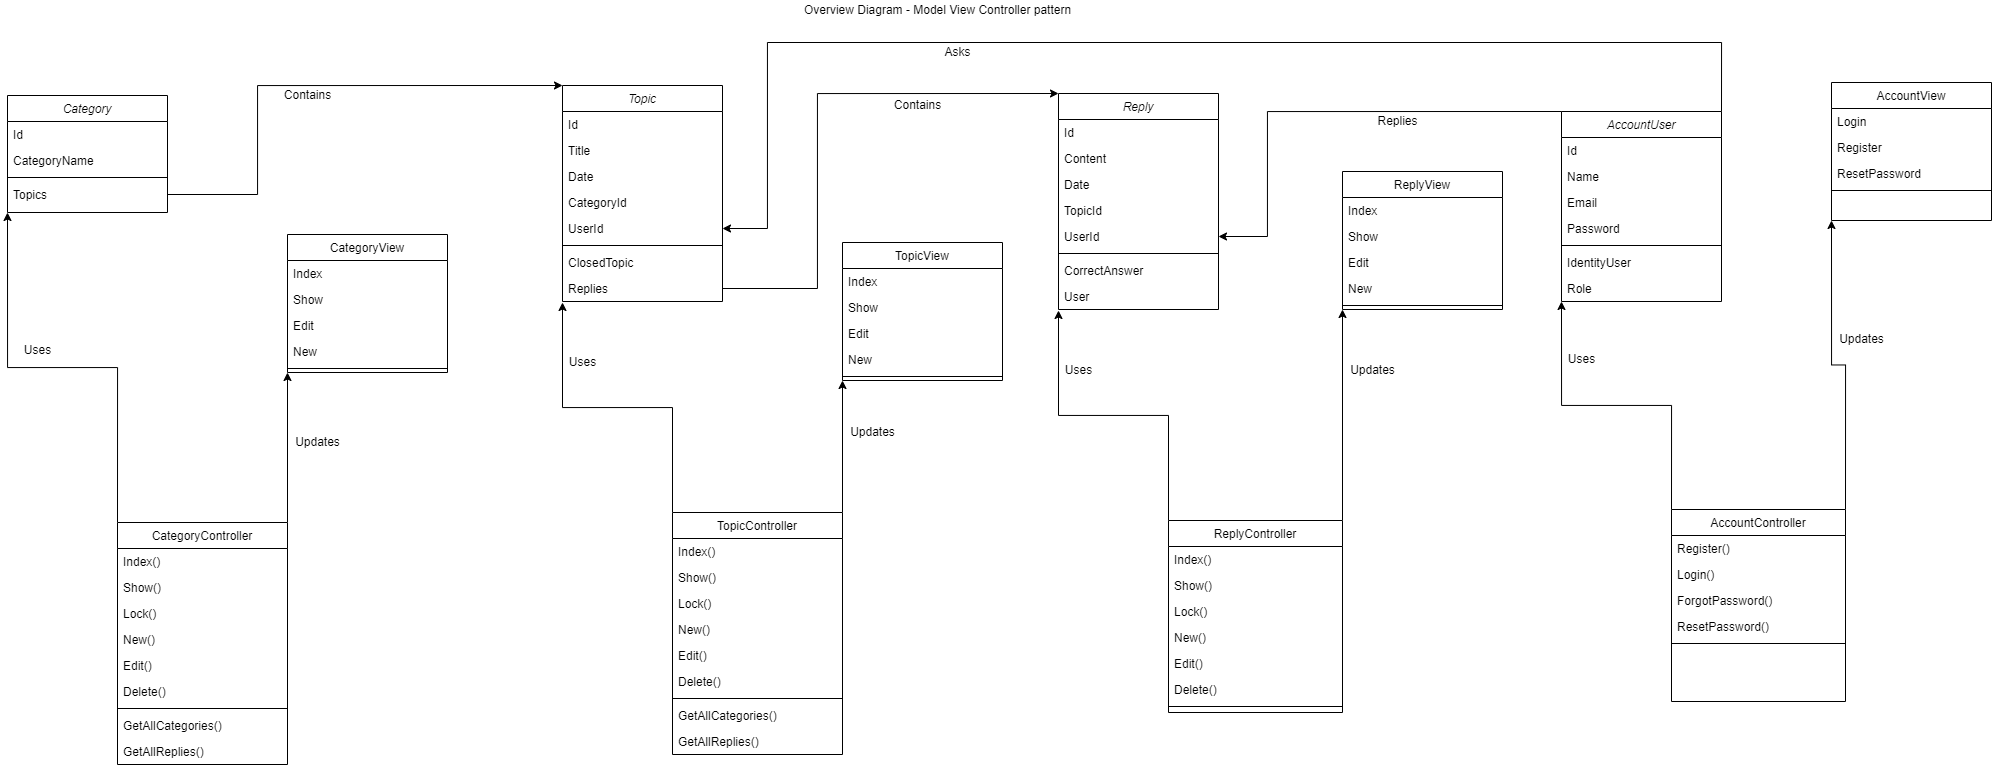 Overview Diagram - Model View Controller pattern
Asks
Contains
Category
Id
CategoryName
Topics
Topic
Id
Title
Date
CategoryId
UserId
ClosedTopic
Replies
Contains
Reply
Id
Content
Date
TopicId
UserId
CorrectAnswer
User
Replies
AccountUser
Id
Name
Email
Password
IdentityUser
Role
AccountView
Login
Register
ResetPassword
CategoryView
Index
Show
Edit
New
TopicView
Index
Show
Edit
New
ReplyView
Index
Show
Edit
New
Uses
Updates
Uses
Updates
Uses
Updates
Uses
Updates
CategoryController
Index()
Show()
Lock()
New()
Edit()
Delete()
GetAllCategories()
GetAllReplies()
TopicController
Index()
Show()
Lock()
New()
Edit()
Delete()
GetAllCategories()
GetAllReplies()
ReplyController
Index()
Show()
Lock()
New()
Edit()
Delete()
AccountController
Register()
Login()
ForgotPassword()
ResetPassword()